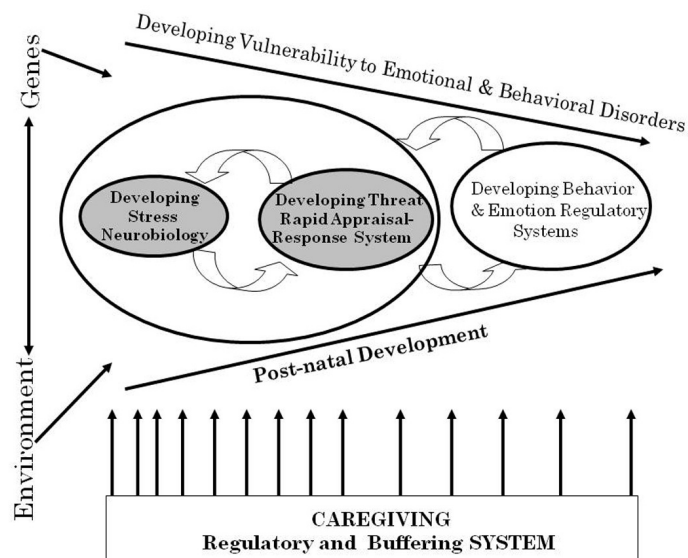 Developing Vulnerability to Emotional & Behavioral Disorders
Genes
Developing
Stress
Neurobiology
Developing Threat
Rapid Appraisal-
Response System
Developing Behavior
& Emotion Regulatory
Systems
Post-natal Development
Environment
CAREGIVING
Regulatory and Buffering SYSTEM